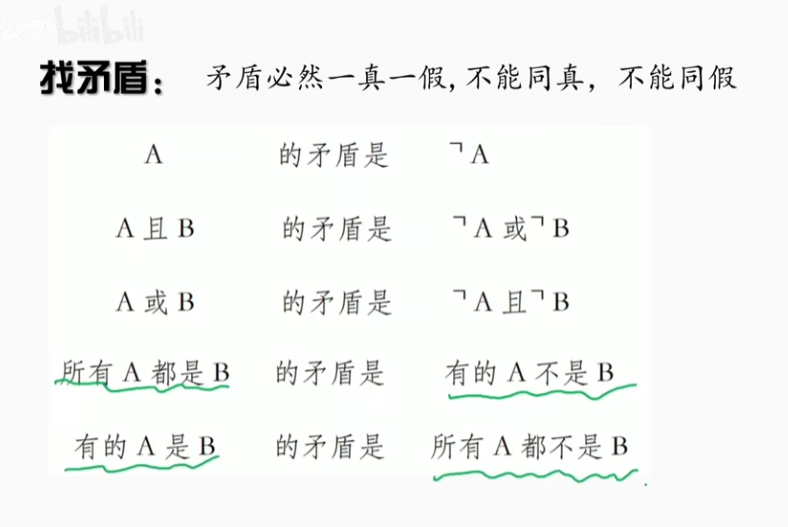 bilibili
找矛盾： 矛盾必然一真一假，不能同真，不能同假
A 的矛盾是 ﹁A
A 且 B 的矛盾是 ﹁A 或﹁B
A 或 B 的矛盾是 ﹁A 且﹁B
所有 A 都是 B 的矛盾是 有的 A 不是 B
有的 A 是 B 的矛盾是 所有 A 都不是 B